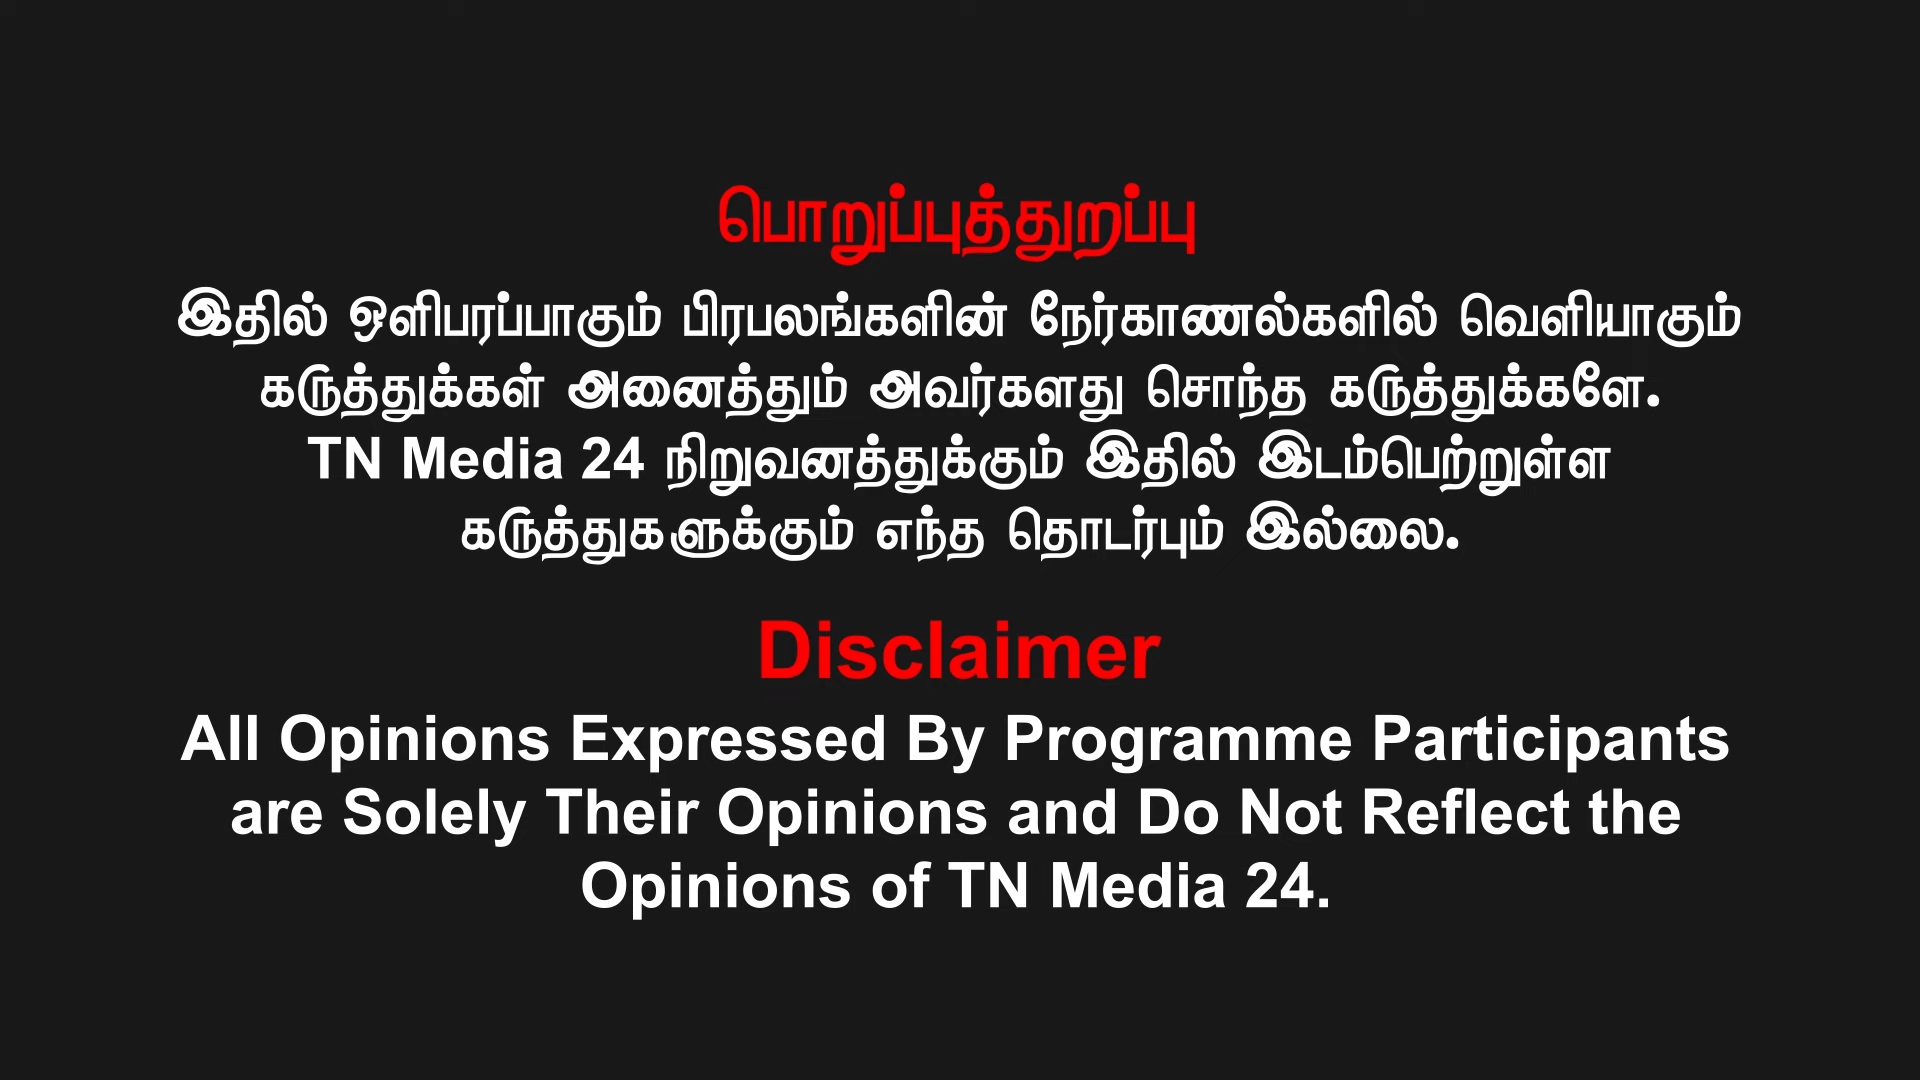 பொறுப்புத்துறப்பு
இதில் ஒளிபரப்பாகும் பிரபலங்களின் நேர்காணல்களில் வெளியாகும்
கருத்துக்கள் அனைத்தும் அவர்களது சொந்த கருத்துக்களே.
TN Media 24 நிறுவனத்துக்கும் இதில் இடம்பெற்றுள்ள
கருத்துகளுக்கும் எந்த தொடர்பும் இல்லை.
Disclaimer
All Opinions Expressed By Programme Participants
are Solely Their Opinions and Do Not Reflect the
Opinions of TN Media 24.